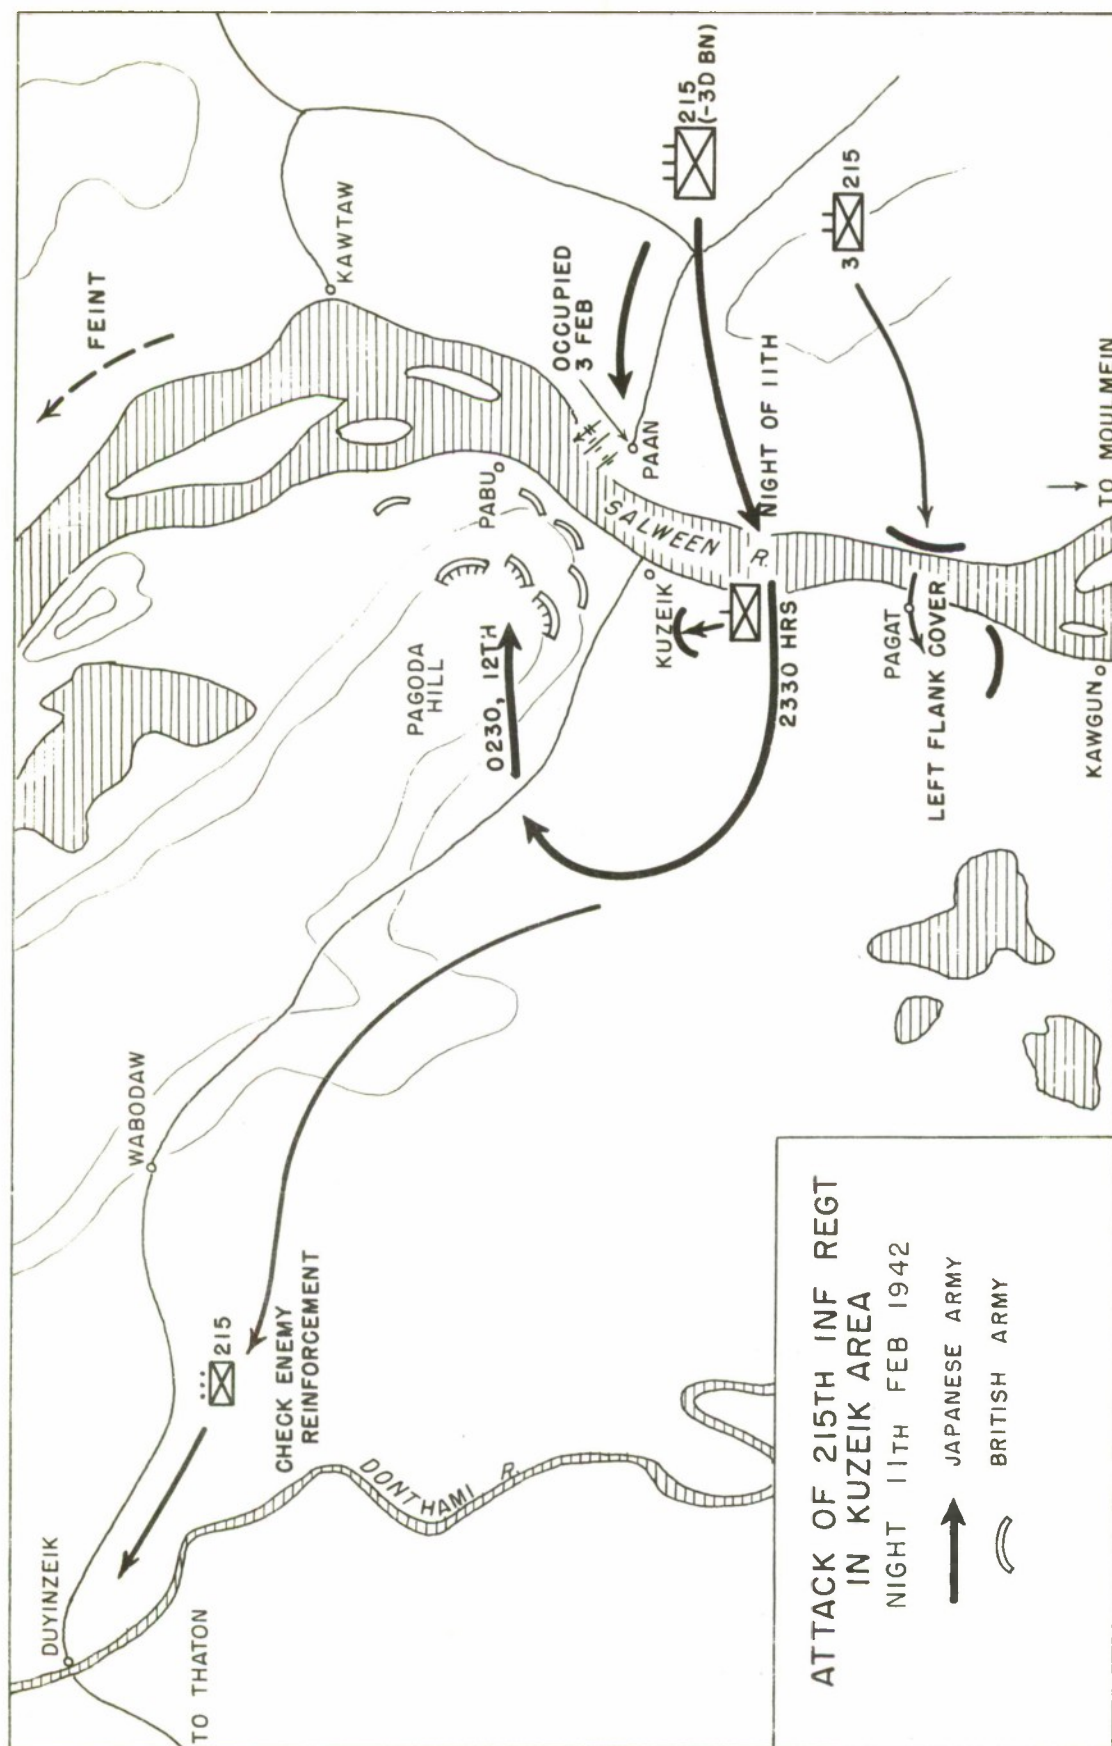 FEINT
KAWTAW
215
(-3D BN)
OCCUPIED
3 FEB
3
215
PAAN
NIGHT OF 11TH
TO MOULMEIN
PABU
SALWEEN R.
KUZEIK
PAGODA
HILL
0230, 12TH
2330 HRS
PAGAT
LEFT FLANK COVER
KAWGUN
WABODAW
215
CHECK ENEMY
REINFORCEMENT
DONTHAMI R.
DUYINZEIK
TO THATON
ATTACK OF 215TH INF REGT
IN KUZEIK AREA
NIGHT 11TH FEB 1942
JAPANESE ARMY
BRITISH ARMY